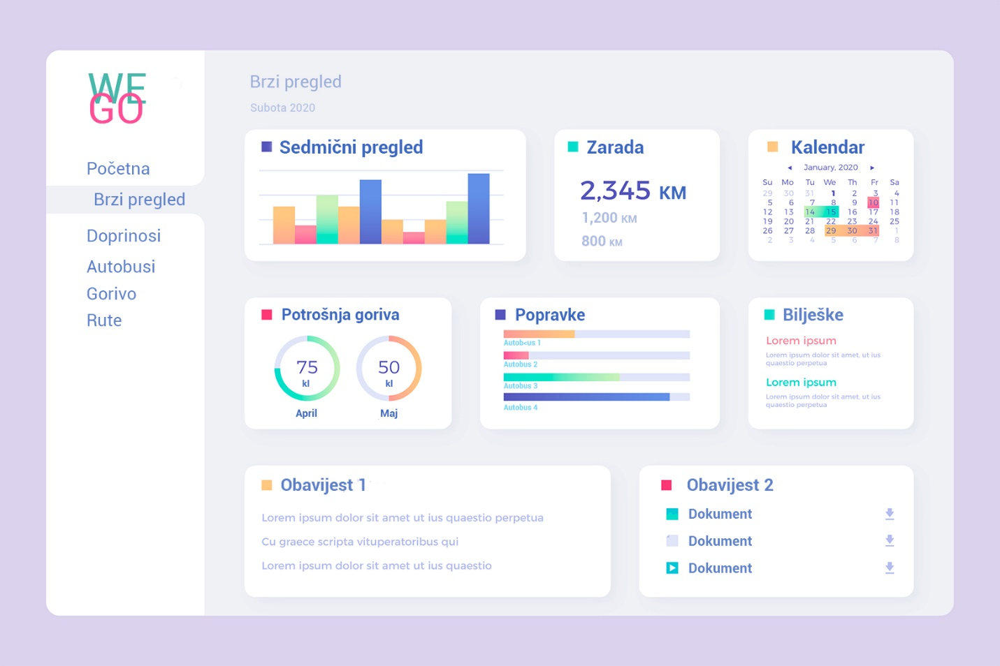 WE
GO
Početna
Brzi pregled
Doprinosi
Autobusi
Gorivo
Rute
Brzi pregled
Subota 2020
Sedmični pregled
Zarada
2,345 KM
1,200 KM
800 KM
Kalendar
January, 2020
Su Mo Tu We Th Fr Sa
29 30 31 1 2 3 4
5 6 7 8 9 10 11
12 13 14 15 16 17 18
19 20 21 22 23 24 25
26 27 28 29 30 31 1
2 3 4 5 6 7 8
Potrošnja goriva
75 kl
April
50 kl
Maj
Popravke
Autob<us 1
Autobus 2
Autobus 3
Autobus 4
Bilješke
Lorem ipsum
Lorem ipsum dolor sit amet, ut ius
quaestio perpetua
Lorem ipsum
Lorem ipsum dolor sit amet, ut ius
quaestio perpetua
Obavijest 1
Lorem ipsum dolor sit amet ut ius quaestio perpetua
Cu graece scripta vituperatoribus qui
Lorem ipsum dolor sit amet ut ius quaestio
Obavijest 2
Dokument
Dokument
Dokument